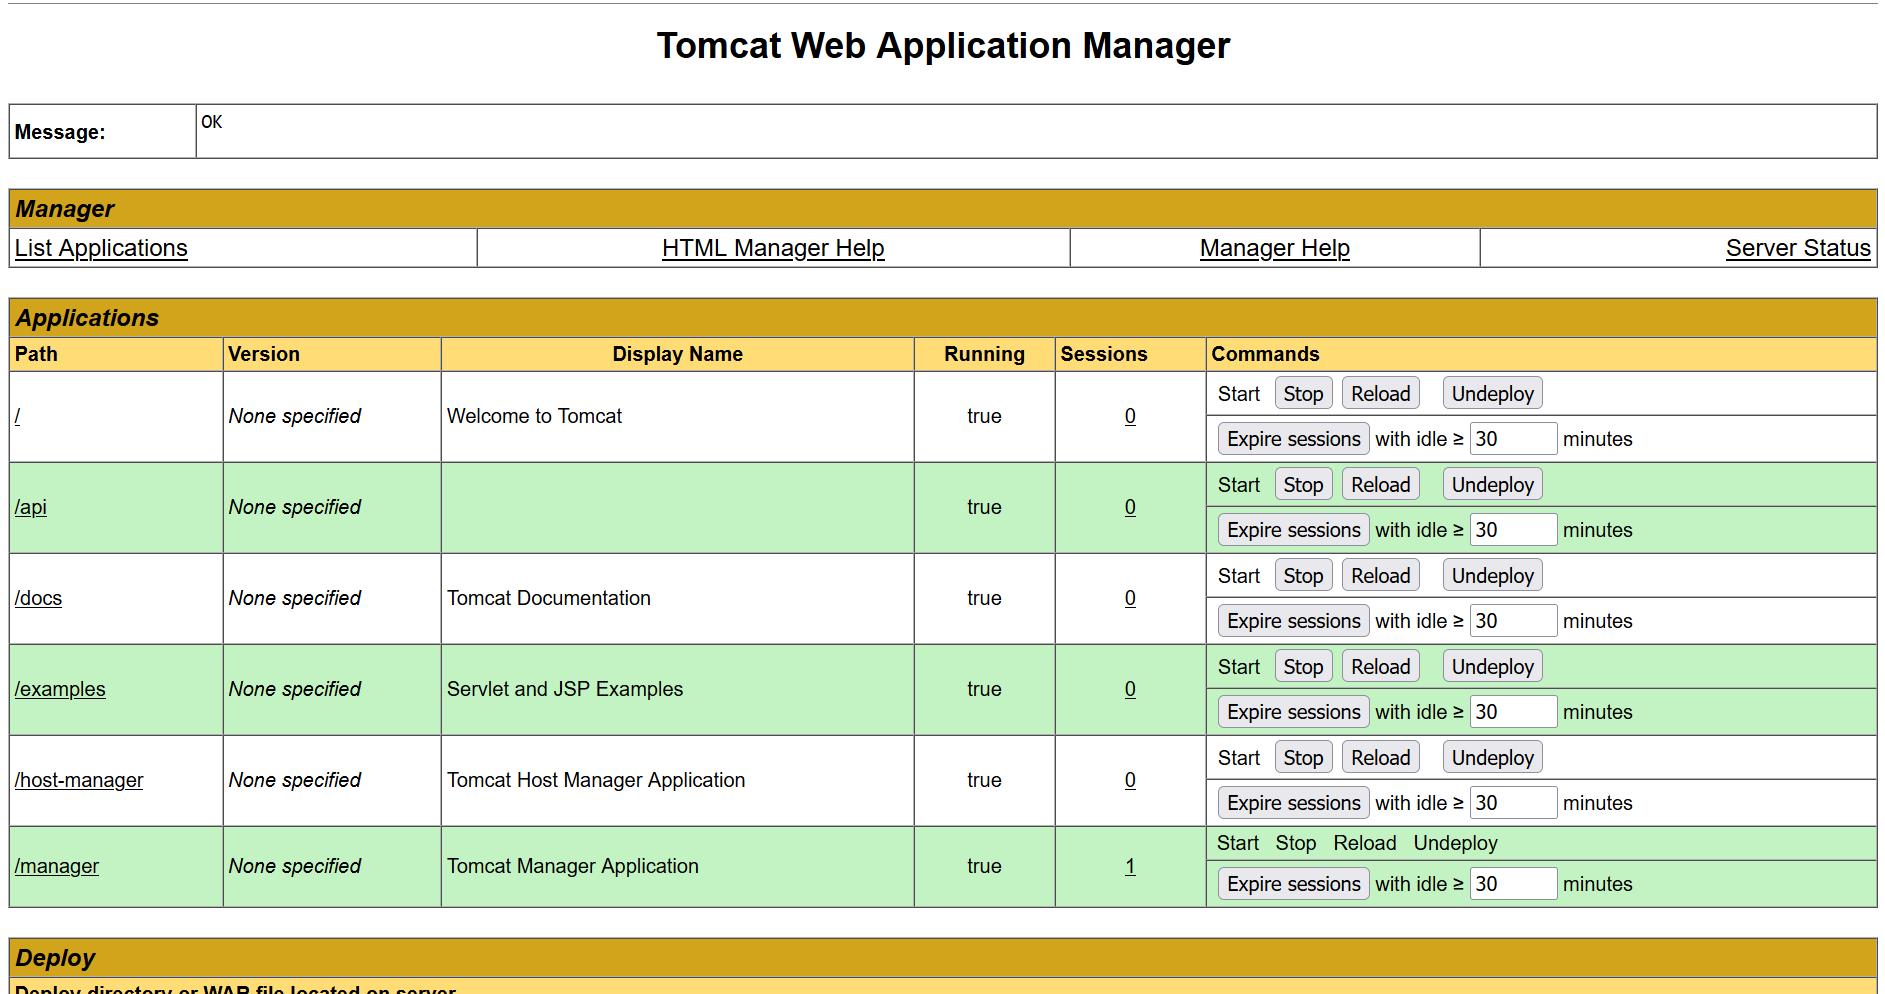 Tomcat Web Application Manager
Message: OK
Manager
List Applications HTML Manager Help Manager Help Server Status
Applications
Path Version Display Name Running Sessions Commands
/ None specified Welcome to Tomcat true 0 Start Stop Reload Undeploy
Expire sessions with idle ≥ 30 minutes
/api None specified true 0 Start Stop Reload Undeploy
Expire sessions with idle ≥ 30 minutes
/docs None specified Tomcat Documentation true 0 Start Stop Reload Undeploy
Expire sessions with idle ≥ 30 minutes
/examples None specified Servlet and JSP Examples true 0 Start Stop Reload Undeploy
Expire sessions with idle ≥ 30 minutes
/host-manager None specified Tomcat Host Manager Application true 0 Start Stop Reload Undeploy
Expire sessions with idle ≥ 30 minutes
/manager None specified Tomcat Manager Application true 1 Start Stop Reload Undeploy
Expire sessions with idle ≥ 30 minutes
Deploy
Deploy directory or WAR file located on server